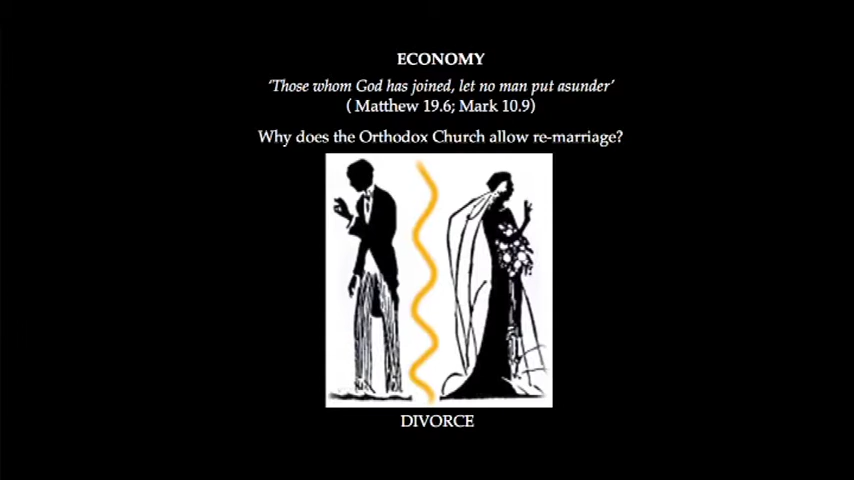 ECONOMY
‘Those whom God has joined, let no man put asunder’
( Matthew 19.6; Mark 10.9)
Why does the Orthodox Church allow re-marriage?
DIVORCE